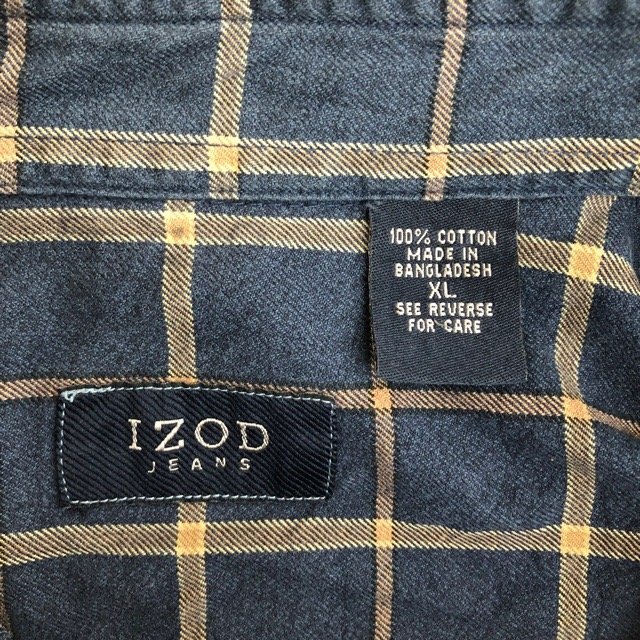 100% COTTON
MADE IN
BANGLADESH
XL
SEE REVERSE
FOR CARE
IZOD
JEANS